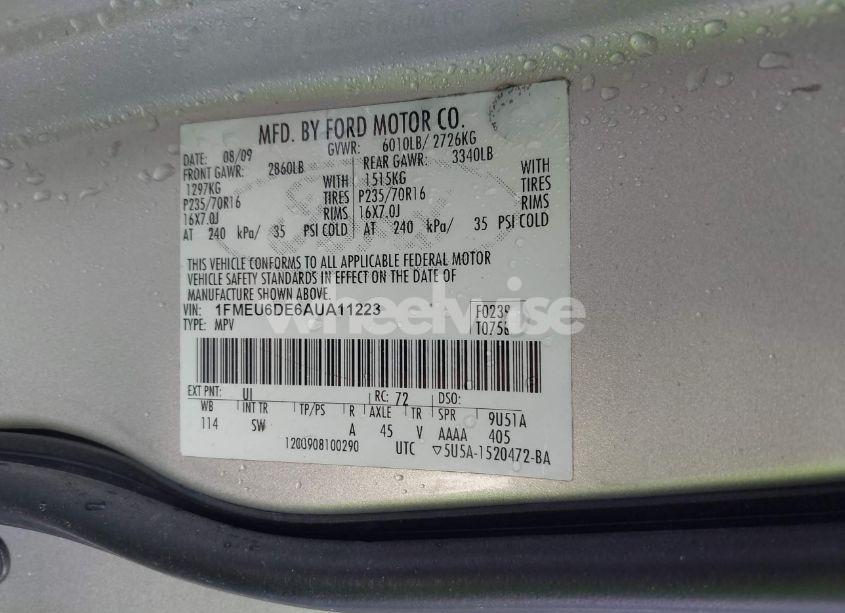 MFD. BY FORD MOTOR CO.
DATE: 08/09 GVWR: 6010LB/ 2726KG
FRONT GAWR: 2860LB REAR GAWR: 3340LB
1297KG WITH 1515KG WITH
P235/70R16 TIRES P235/70R16 TIRES
16X7.0J RIMS 16X7.0J RIMS
AT 240 kPa/ 35 PSI COLD AT 240 kPa/ 35 PSI COLD
THIS VEHICLE CONFORMS TO ALL APPLICABLE FEDERAL MOTOR
VEHICLE SAFETY STANDARDS IN EFFECT ON THE DATE OF
MANUFACTURE SHOWN ABOVE.
VIN: 1FMEU6DE6AUA11223 F0239
TYPE: MPV T0756
wheelwise
EXT PNT: UI RC: 72 DSO:
WB INT TR TP/PS R AXLE TR SPR 9U51A
114 SW A 45 V AAAA 405
1200908100290 UTC ▽5U5A-1520472-BA